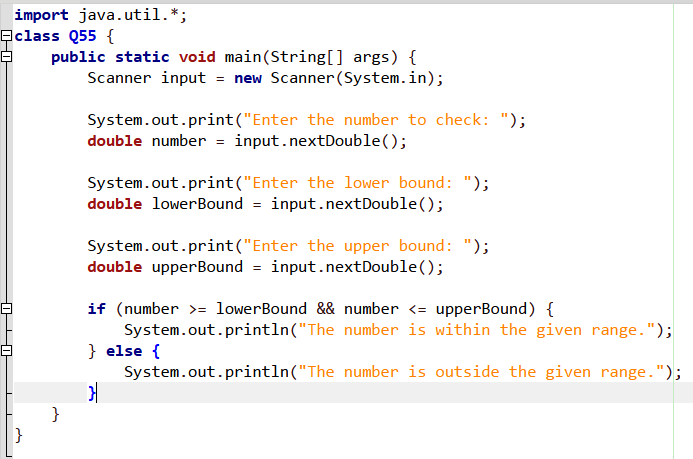 import java.util.*;
class Q55 {
    public static void main(String[] args) {
        Scanner input = new Scanner(System.in);

        System.out.print("Enter the number to check: ");
        double number = input.nextDouble();

        System.out.print("Enter the lower bound: ");
        double lowerBound = input.nextDouble();

        System.out.print("Enter the upper bound: ");
        double upperBound = input.nextDouble();

        if (number >= lowerBound && number <= upperBound) {
            System.out.println("The number is within the given range.");
        } else {
            System.out.println("The number is outside the given range.");
        }
    }
}